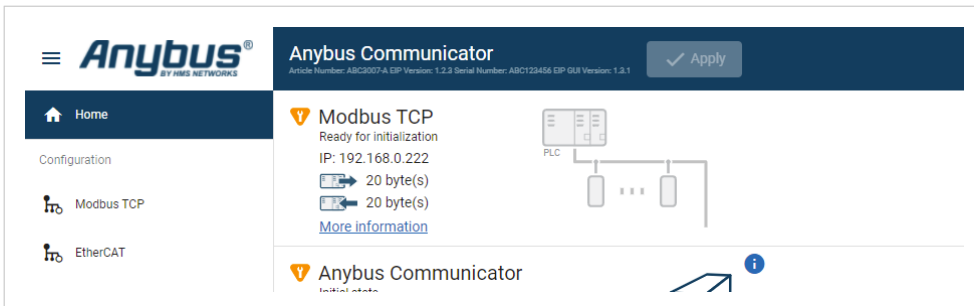 Anybus®
BY HMS NETWORKS
Anybus Communicator
Article Number: ABC3007-A EIP Version: 1.2.3 Serial Number: ABC123456 EIP GUI Version: 1.3.1
Apply
Home
Configuration
Modbus TCP
EtherCAT
Modbus TCP
Ready for initialization
IP: 192.168.0.222
20 byte(s)
20 byte(s)
More information
PLC
Anybus Communicator
Initial state